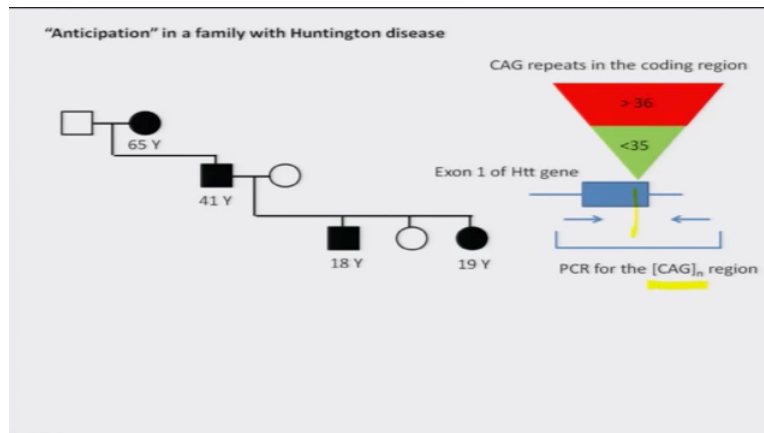 "Anticipation" in a family with Huntington disease
CAG repeats in the coding region
> 36
<35
65 Y
Exon 1 of Htt gene
41 Y
18 Y
19 Y
PCR for the [CAG]n region